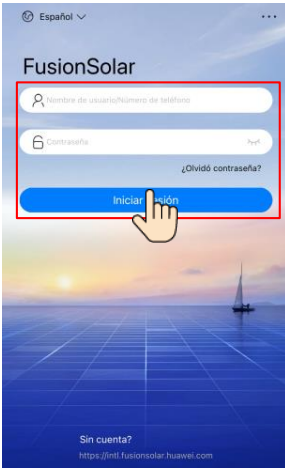 Español
FusionSolar
Nombre de usuario/Número de teléfono
Contraseña
¿Olvidó contraseña?
Iniciar sesión
Sin cuenta?
https://intl.fusionsolar.huawei.com